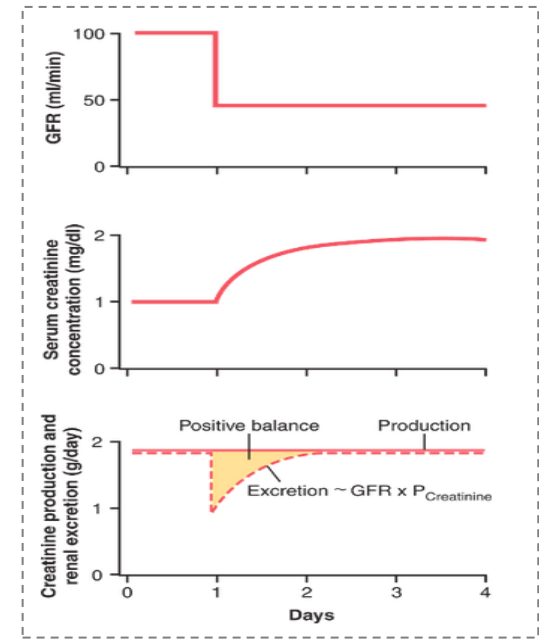 GFR (ml/min)
100
50
0
Serum creatinine
concentration (mg/dl)
2
1
0
Creatinine production and
renal excretion (g/day)
2
1
0
Positive balance
Production
Excretion ~ GFR x PCreatinine
0 1 2 3 4
Days